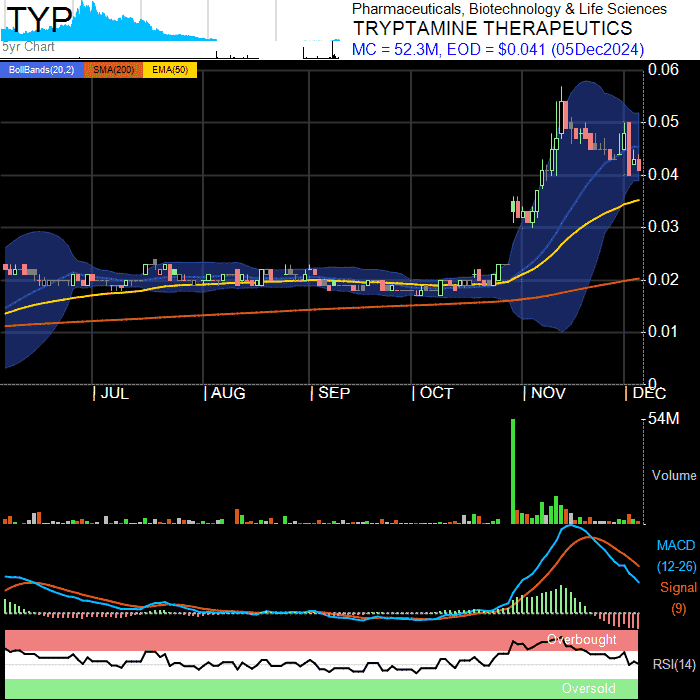 TYP
5yr Chart
Pharmaceuticals, Biotechnology & Life Sciences
TRYPTAMINE THERAPEUTICS
MC = 52.3M, EOD = $0.041 (05Dec2024)
BollBands(20,2) SMA(200) EMA(50)
0.06
0.05
0.04
0.03
0.02
0.01
0
JUL AUG SEP OCT NOV DEC
54M
Volume
MACD
(12-26)
Signal
(9)
Overbought
RSI(14)
Oversold